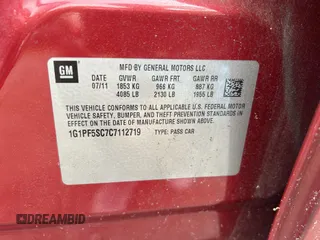 GM
MFD BY GENERAL MOTORS LLC
DATE GVWR GAWR FRT GAWR RR
07/11 1853 KG 966 KG 887 KG
4085 LB 2130 LB 1956 LB
THIS VEHICLE CONFORMS TO ALL APPLICABLE U.S. FEDERAL MOTOR
VEHICLE SAFETY, BUMPER, AND THEFT PREVENTION STANDARDS
IN EFFECT ON THE DATE OF MANUFACTURE SHOWN ABOVE.
1G1PF5SC7C7112719 TYPE: PASS CAR
DREAMBID